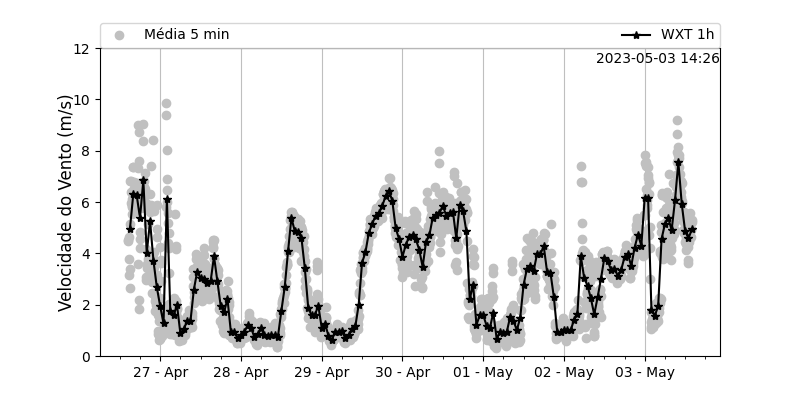 Média 5 min
WXT 1h
2023-05-03 14:26
Velocidade do Vento (m/s)
12
10
8
6
4
2
0
27 - Apr
28 - Apr
29 - Apr
30 - Apr
01 - May
02 - May
03 - May